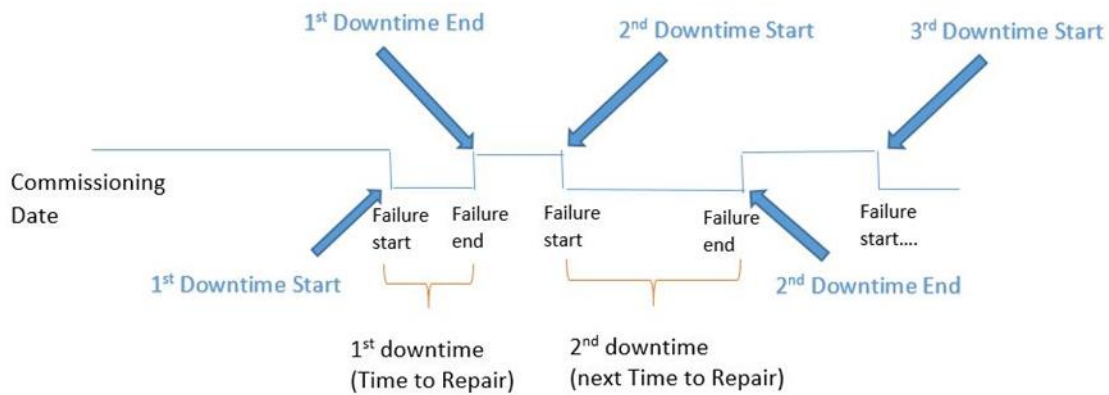 1st Downtime End
2nd Downtime Start
3rd Downtime Start
Commissioning
Date
Failure
start
Failure
end
Failure
start
Failure
end
Failure
start....
1st Downtime Start
2nd Downtime End
1st downtime
(Time to Repair)
2nd downtime
(next Time to Repair)